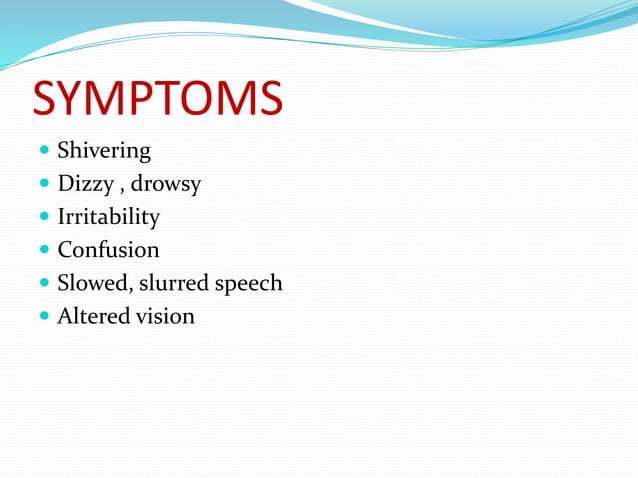 SYMPTOMS
• Shivering
• Dizzy , drowsy
• Irritability
• Confusion
• Slowed, slurred speech
• Altered vision